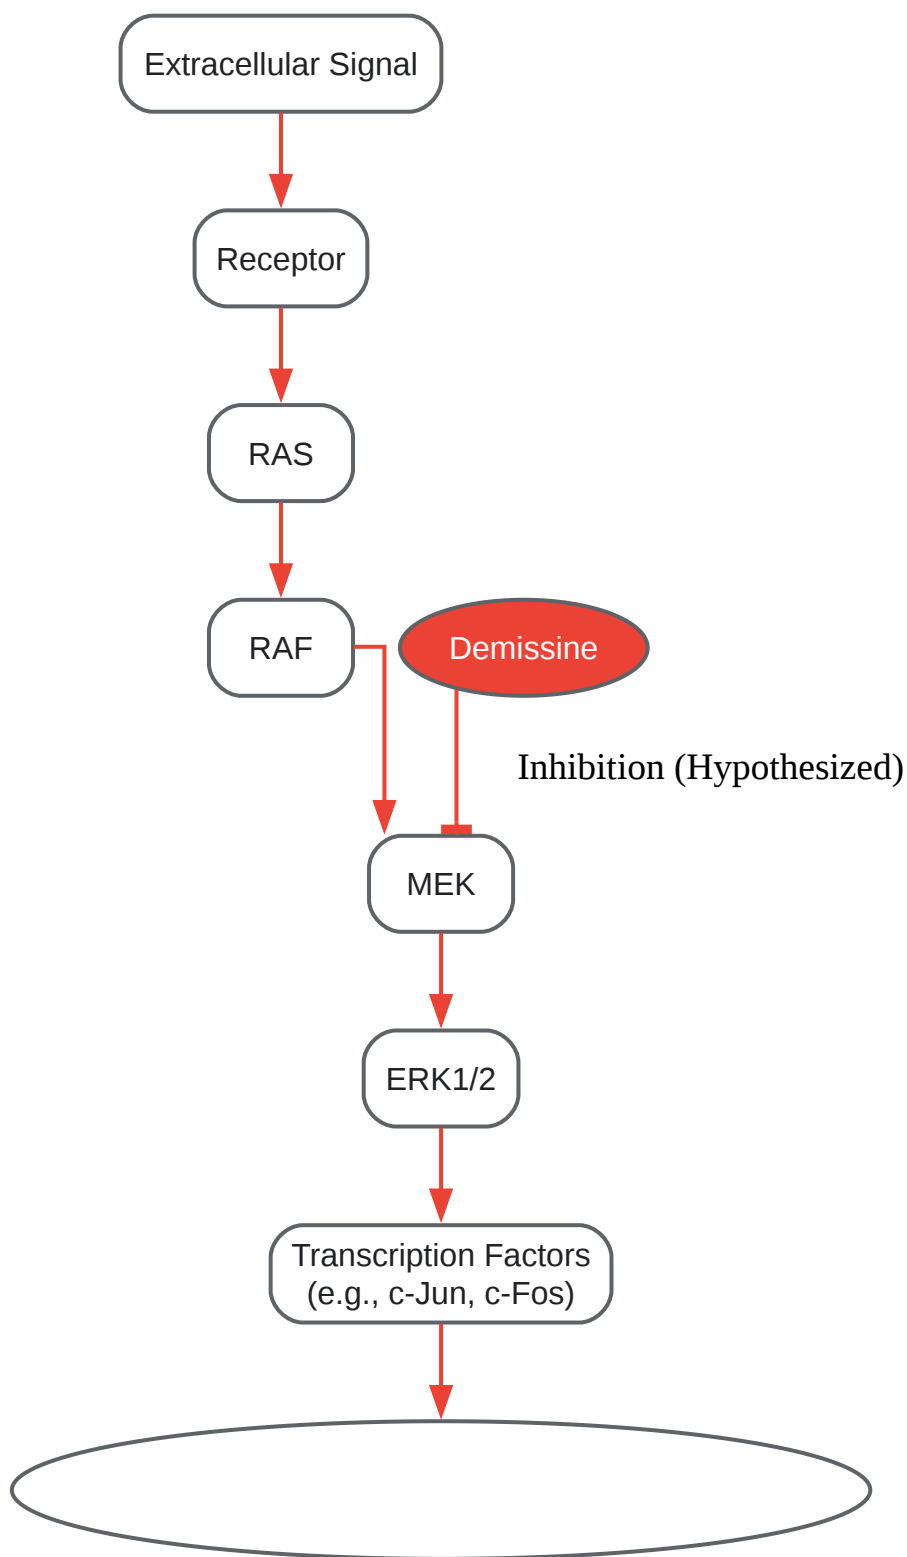 Extracellular Signal
Receptor
RAS
RAF
Demissine
Inhibition (Hypothesized)
MEK
ERK1/2
Transcription Factors
(e.g., c-Jun, c-Fos)